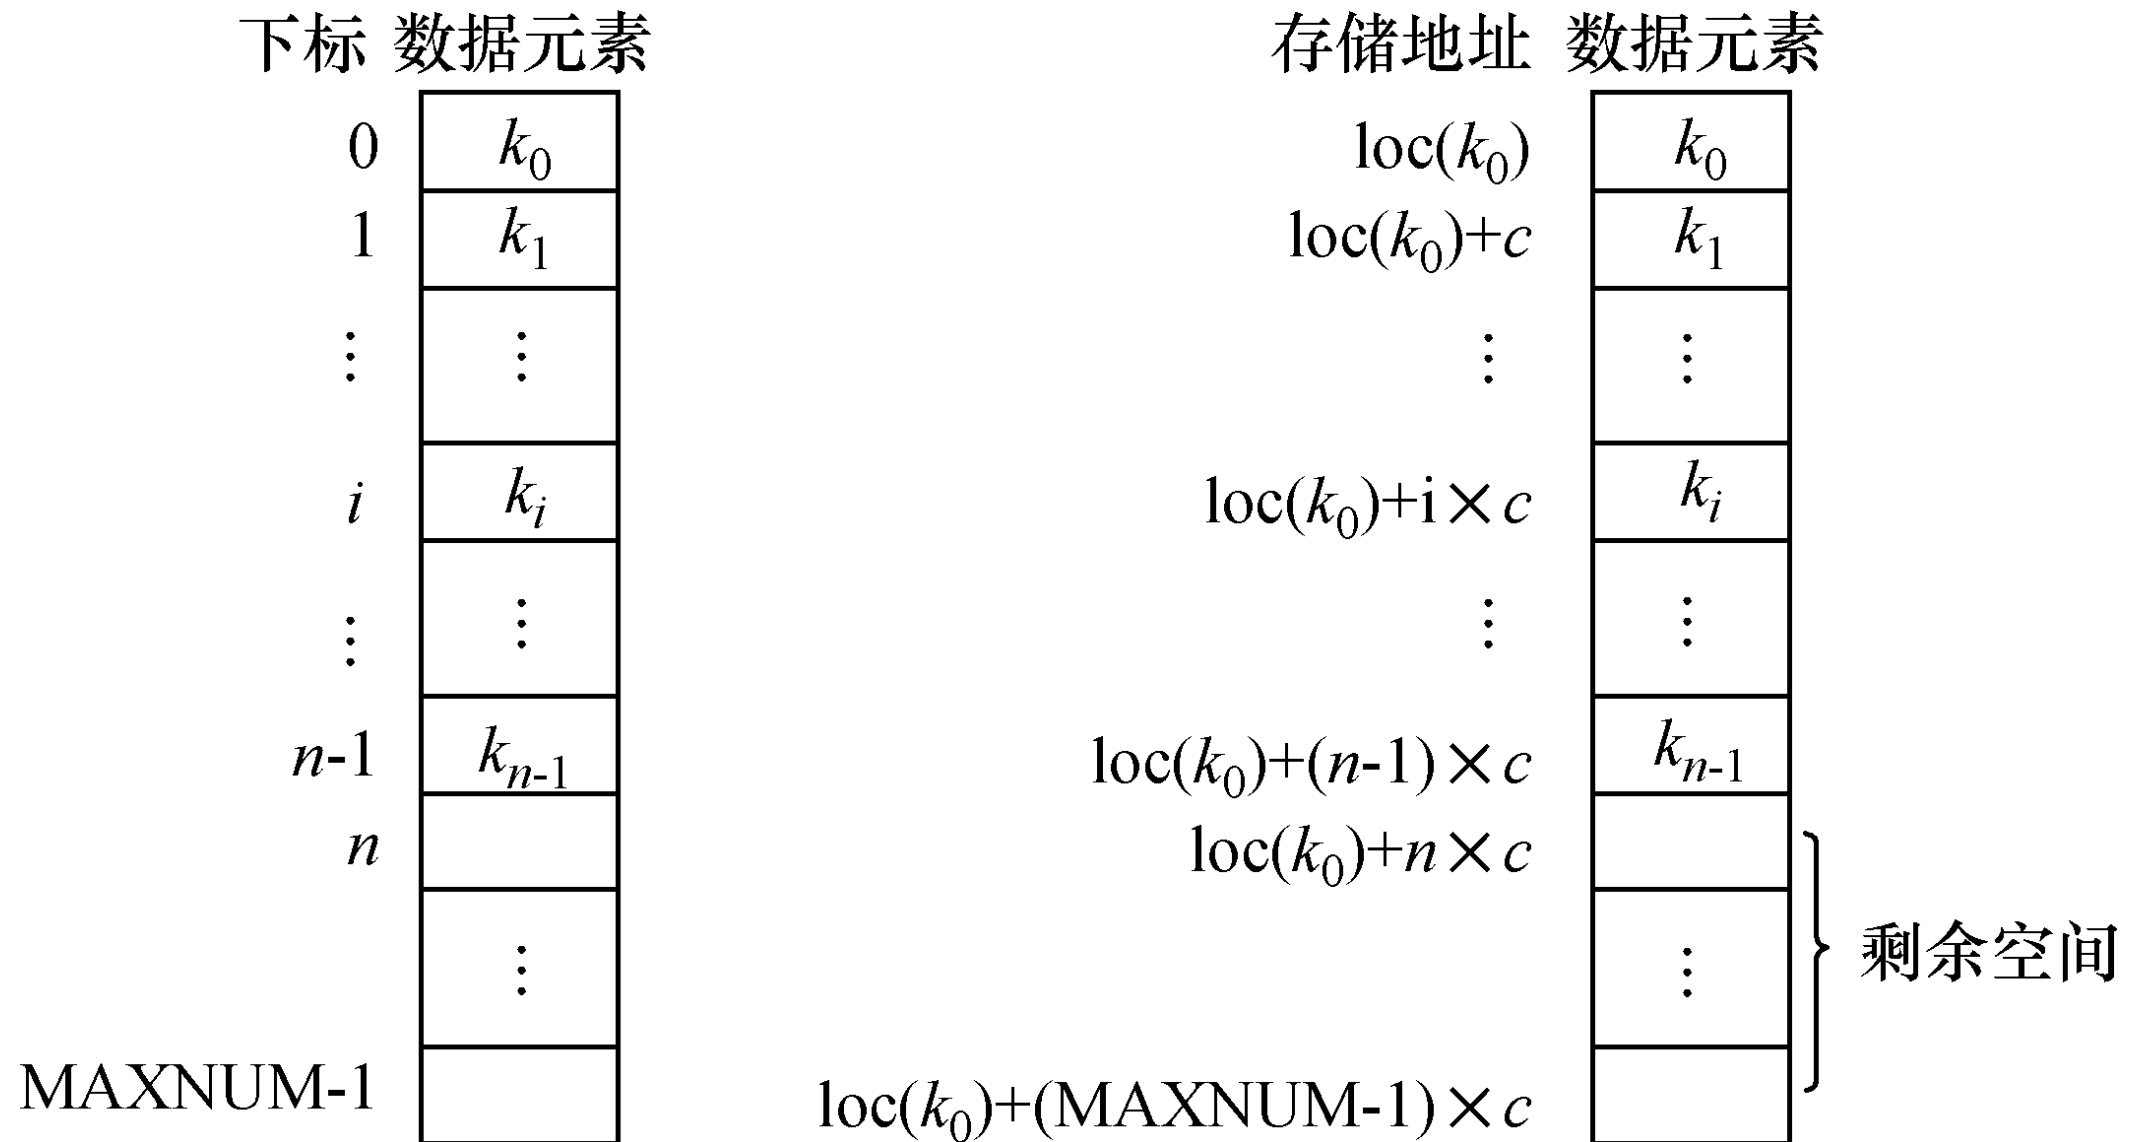 下标 数据元素
0 k0
1 k1
⋮ ⋮
i ki
⋮ ⋮
n-1 kn-1
n
⋮
MAXNUM-1
存储地址 数据元素
loc(k0) k0
loc(k0)+c k1
⋮ ⋮
loc(k0)+i×c ki
⋮ ⋮
loc(k0)+(n-1)×c kn-1
loc(k0)+n×c
⋮
剩余空间
loc(k0)+(MAXNUM-1)×c